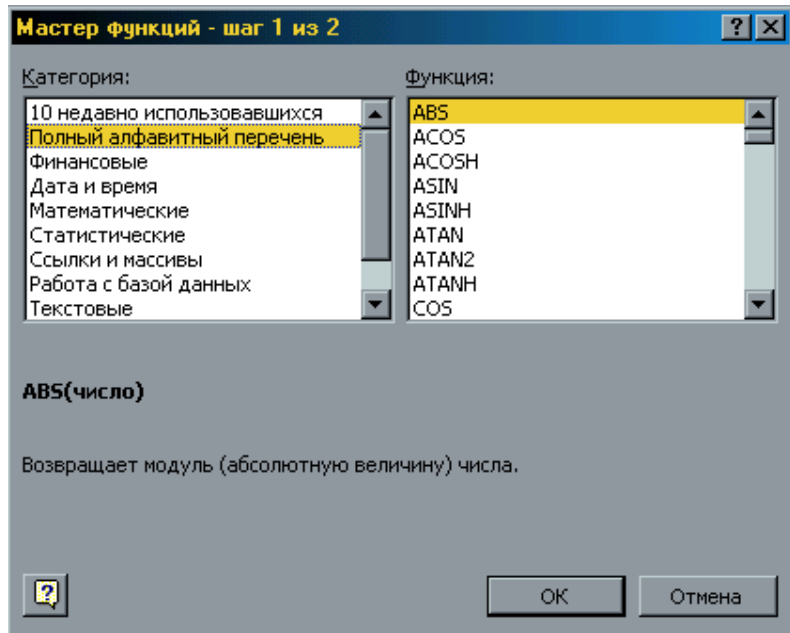 Мастер функций - шаг 1 из 2
Категория:
10 недавно использовавшихся
Полный алфавитный перечень
Финансовые
Дата и время
Математические
Статистические
Ссылки и массивы
Работа с базой данных
Текстовые
Функция:
ABS
ACOS
ACOSH
ASIN
ASINH
ATAN
ATAN2
ATANH
COS
ABS(число)
Возвращает модуль (абсолютную величину) числа.
ОК
Отмена